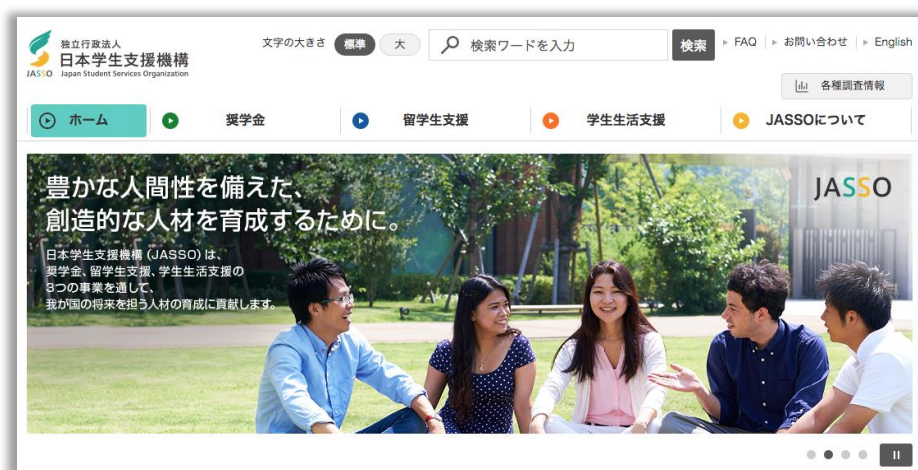 独立行政法人
日本学生支援機構
JASSO Japan Student Services Organization
文字の大きさ 標準 大 検索ワードを入力 検索 FAQ お問い合わせ English
各種調査情報
ホーム 奨学金 留学生支援 学生生活支援 JASSOについて
豊かな人間性を備えた、
創造的な人材を育成するために。
JASSO
日本学生支援機構（JASSO）は、
奨学金、留学生支援、学生生活支援の
3つの事業を通して、
我が国の将来を担う人材の育成に貢献します。